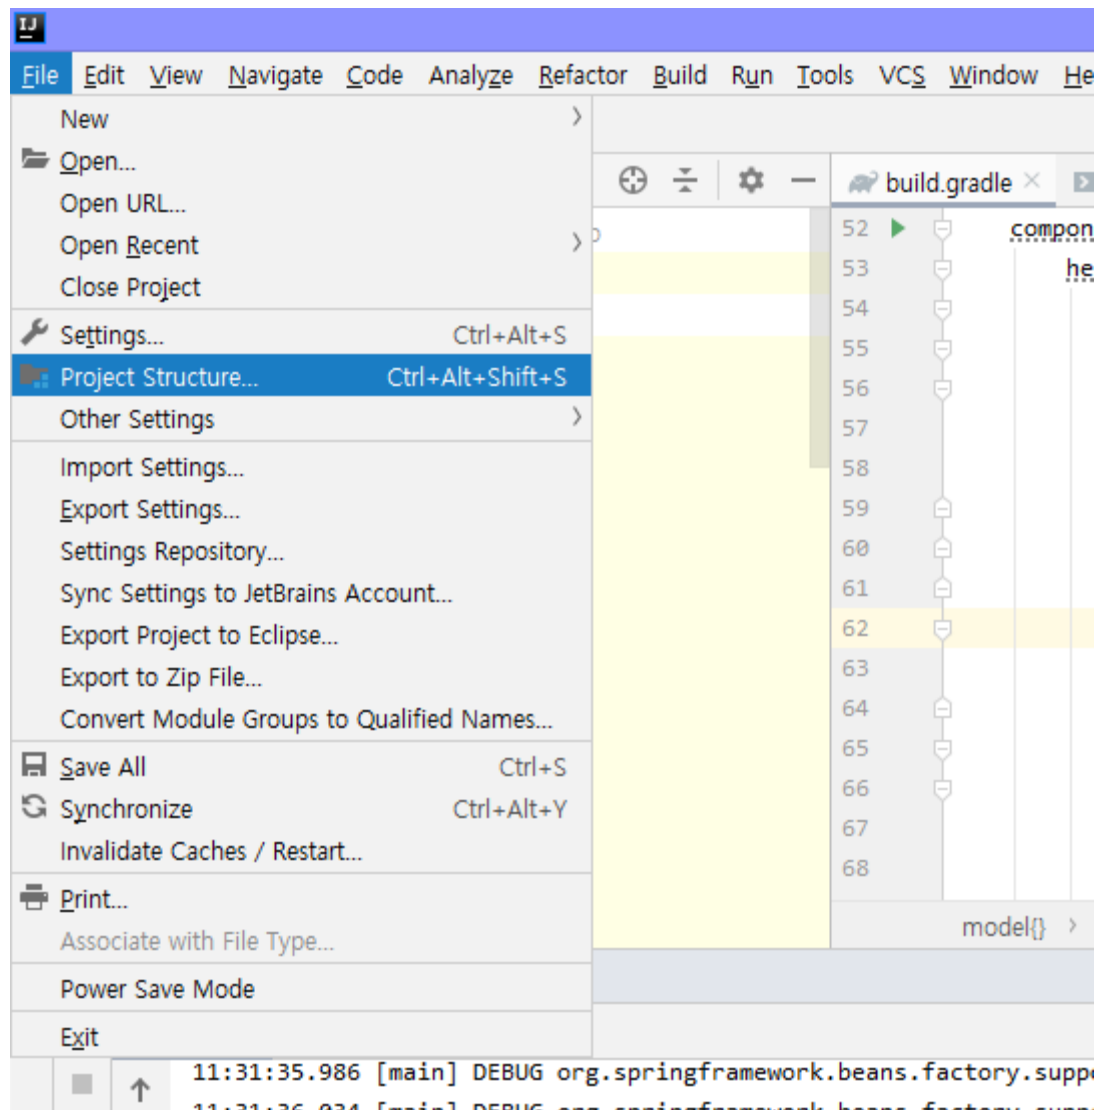 IJ
File Edit View Navigate Code Analyze Refactor Build Run Tools VCS Window
New
Open...
Open URL...
Open Recent
Close Project
Settings... Ctrl+Alt+S
Project Structure... Ctrl+Alt+Shift+S
Other Settings
Import Settings...
Export Settings...
Settings Repository...
Sync Settings to JetBrains Account...
Export Project to Eclipse...
Export to Zip File...
Convert Module Groups to Qualified Names...
Save All Ctrl+S
Synchronize Ctrl+Alt+Y
Invalidate Caches / Restart...
Print...
Associate with File Type...
Power Save Mode
Exit
build.gradle
52 compon
53 he
54
55
56
57
58
59
60
61
62
63
64
65
66
67
68
model{}
11:31:35.986 [main] DEBUG org.springframework.beans.factory.supp